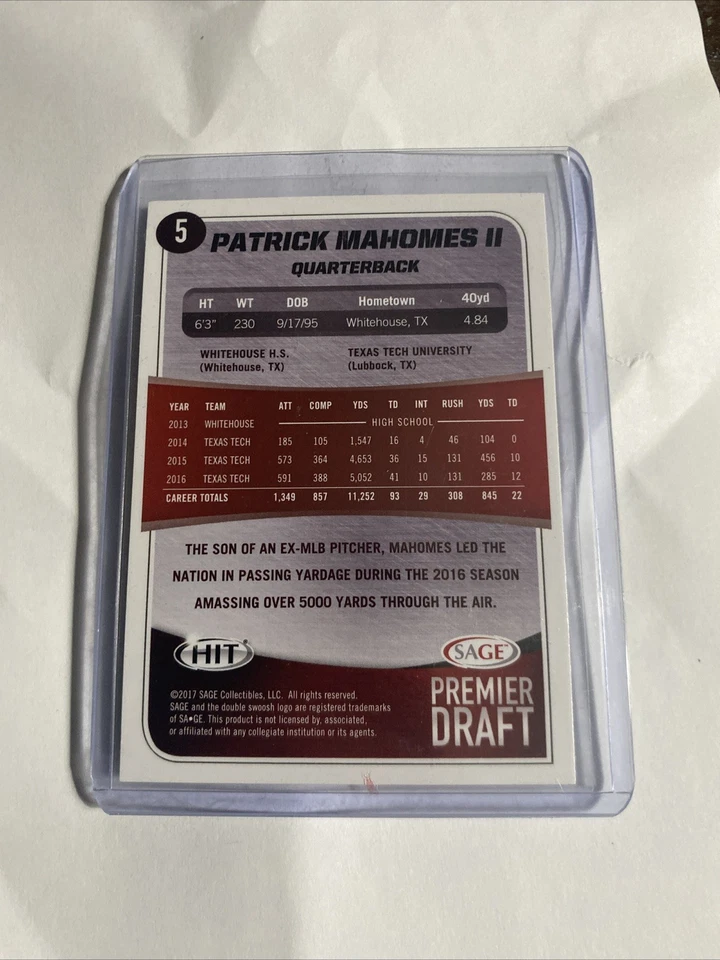 5
PATRICK MAHOMES II
QUARTERBACK
HT WT DOB Hometown 40yd
6'3" 230 9/17/95 Whitehouse, TX 4.84
WHITEHOUSE H.S. TEXAS TECH UNIVERSITY
(Whitehouse, TX) (Lubbock, TX)
YEAR TEAM ATT COMP YDS TD INT RUSH YDS TD
2013 WHITEHOUSE HIGH SCHOOL
2014 TEXAS TECH 185 105 1,547 16 4 46 104 0
2015 TEXAS TECH 573 364 4,653 36 15 131 456 10
2016 TEXAS TECH 591 388 5,052 41 10 131 285 12
CAREER TOTALS 1,349 857 11,252 93 29 308 845 22
THE SON OF AN EX-MLB PITCHER, MAHOMES LED THE
NATION IN PASSING YARDAGE DURING THE 2016 SEASON
AMASSING OVER 5000 YARDS THROUGH THE AIR.
HIT SAGE
PREMIER
DRAFT
©2017 SAGE Collectibles, LLC. All rights reserved.
SAGE and the double swoosh logo are registered trademarks
of SA•GE. This product is not licensed by, associated,
or affiliated with any collegiate institution or its agents.